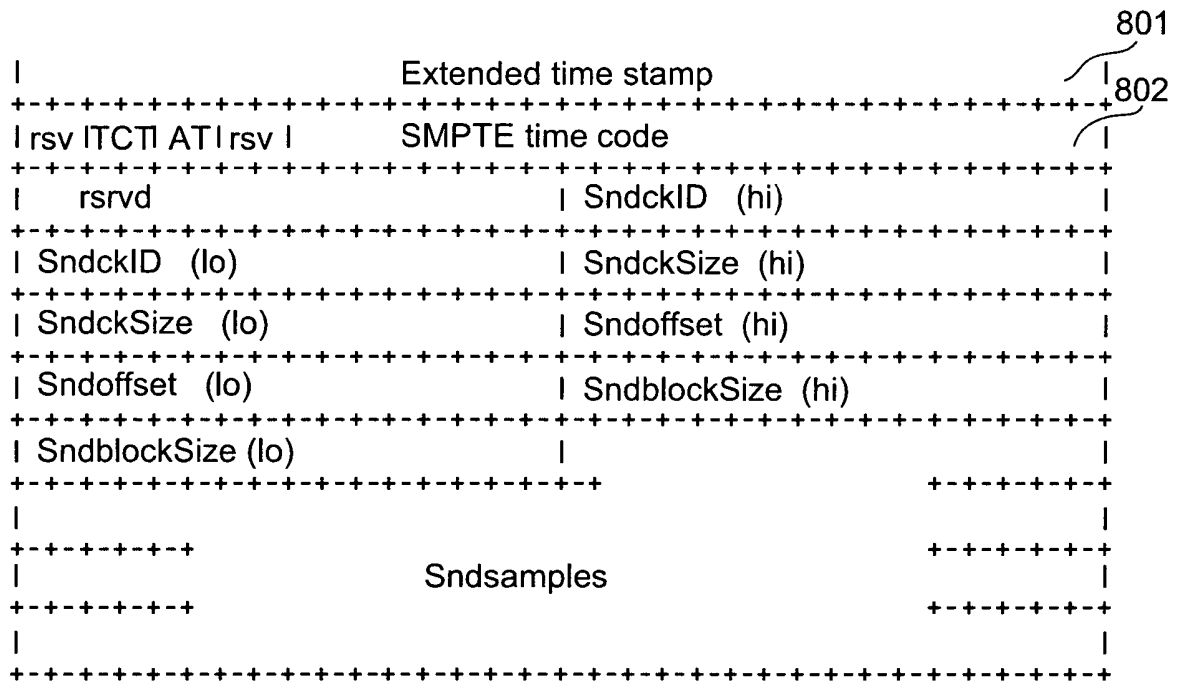 801
| Extended time stamp |
+-+-+-+-+-+-+-+-+-+-+-+-+-+-+-+-+-+-+-+-+-+-+-+-+-+-+-+-+-+-+-+-+-+
802
| rsv |TCT| AT | rsv | SMPTE time code |
+-+-+-+-+-+-+-+-+-+-+-+-+-+-+-+-+-+-+-+-+-+-+-+-+-+-+-+-+-+-+-+-+-+
| rsrvd | SndckID (hi) |
+-+-+-+-+-+-+-+-+-+-+-+-+-+-+-+-+-+-+-+-+-+-+-+-+-+-+-+-+-+-+-+-+-+
| SndckID (lo) | SndckSize (hi) |
+-+-+-+-+-+-+-+-+-+-+-+-+-+-+-+-+-+-+-+-+-+-+-+-+-+-+-+-+-+-+-+-+-+
| SndckSize (lo) | Sndoffset (hi) |
+-+-+-+-+-+-+-+-+-+-+-+-+-+-+-+-+-+-+-+-+-+-+-+-+-+-+-+-+-+-+-+-+-+
| Sndoffset (lo) | SndblockSize (hi) |
+-+-+-+-+-+-+-+-+-+-+-+-+-+-+-+-+-+-+-+-+-+-+-+-+-+-+-+-+-+-+-+-+-+
| SndblockSize (lo) | |
+-+-+-+-+-+-+-+-+-+-+-+-+-+-+-+-+-+-+ +-+-+-+-+-+-+
| |
+-+-+-+-+-+-+ +-+-+-+-+-+-+
| Sndsamples |
+-+-+-+-+-+-+ +-+-+-+-+-+-+
| |
+-+-+-+-+-+-+-+-+-+-+-+-+-+-+-+-+-+-+-+-+-+-+-+-+-+-+-+-+-+-+-+-+-+